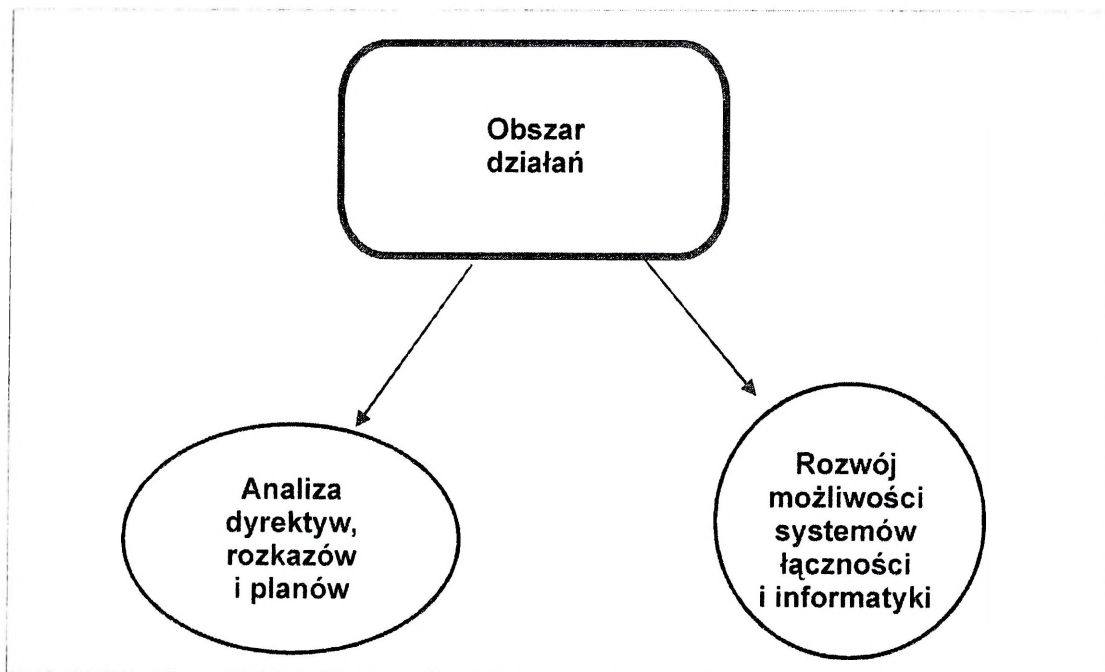 Obszar
działań
Analiza
dyrektyw,
rozkazów
i planów
Rozwój
możliwości
systemów
łączności
i informatyki